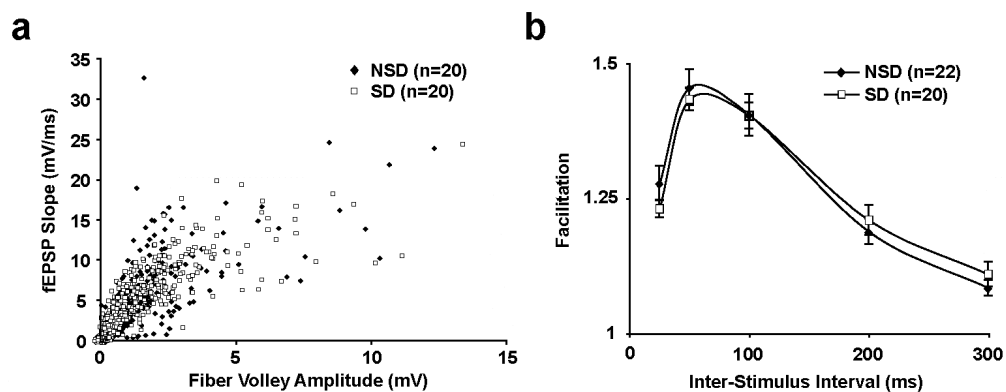 a
fEPSP Slope (mV/ms)
35
30
25
20
15
10
5
0
0
5
10
15
Fiber Volley Amplitude (mV)
NSD (n=20)
SD (n=20)
b
Facilitation
1.5
1.25
1
0
100
200
300
Inter-Stimulus Interval (ms)
NSD (n=22)
SD (n=20)